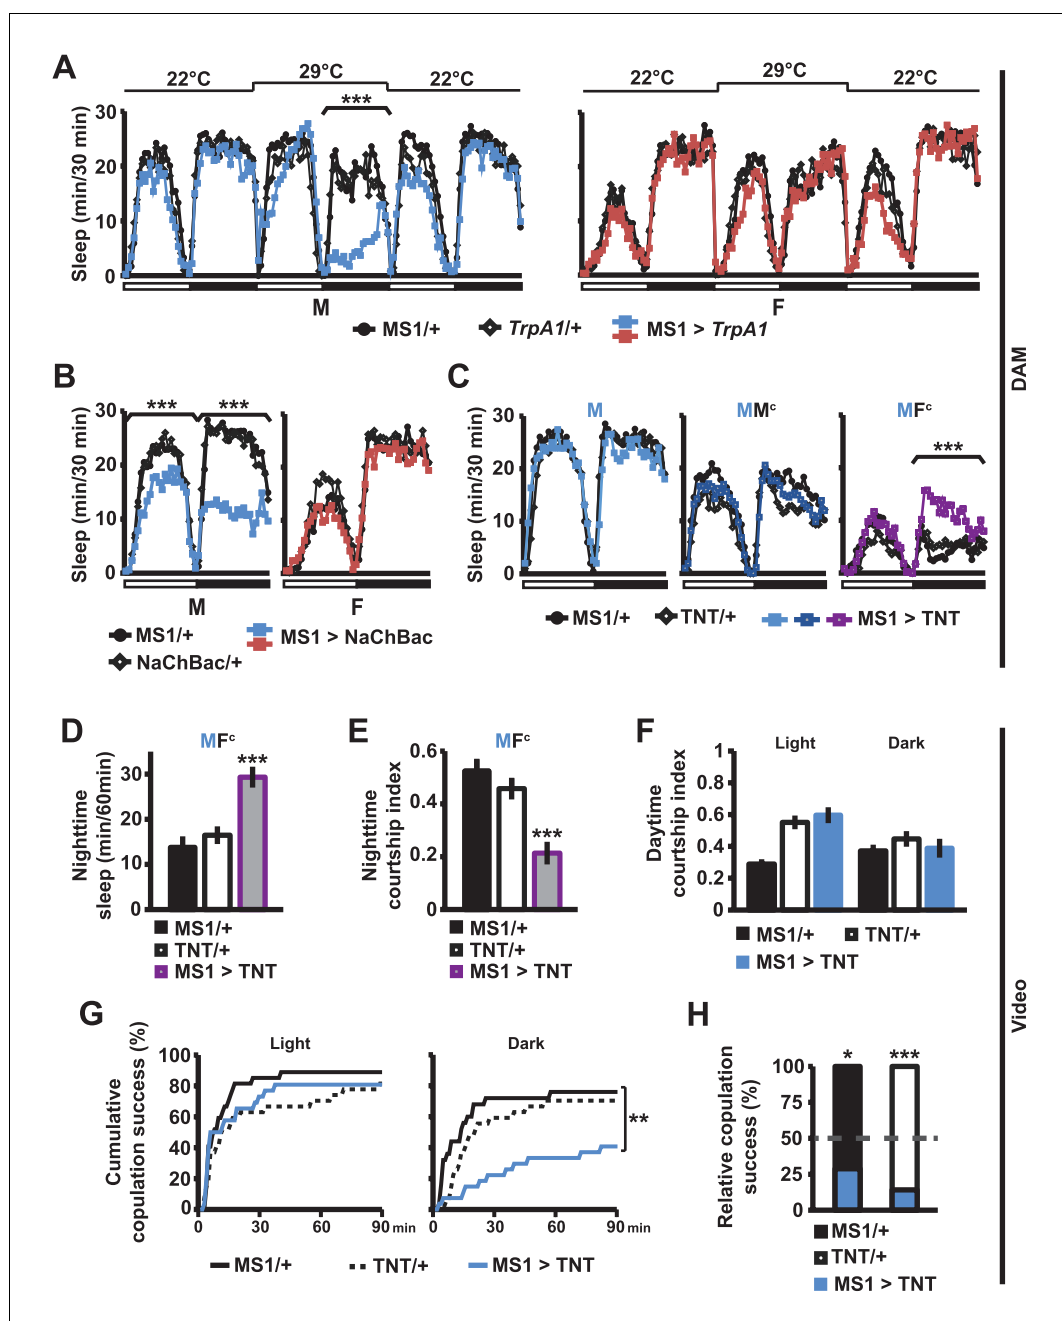 A
22°C 29°C 22°C
22°C 29°C 22°C
***
Sleep (min/30 min)
30
20
10
0
M
F
MS1/+ TrpA1/+ MS1 > TrpA1
DAM
B
*** ***
Sleep (min/30 min)
30
20
10
0
M F
MS1/+ MS1 > NaChBac
NaChBac/+
C
M MMᶜ MFᶜ
***
Sleep (min/30 min)
30
20
10
0
MS1/+ TNT/+ MS1 > TNT
D
MFᶜ
***
Nighttime
sleep (min/60min)
30
20
10
0
MS1/+
TNT/+
MS1 > TNT
E
MFᶜ
***
Nighttime
courtship index
0.6
0.4
0.2
0
MS1/+
TNT/+
MS1 > TNT
F
Light Dark
Daytime
courtship index
1
0.8
0.6
0.4
0.2
0
MS1/+ TNT/+
MS1 > TNT
Video
G
Light Dark
Cumulative
copulation success (%)
100
80
60
40
20
0
0 30 60 90 min
0 30 60 90 min
**
MS1/+ TNT/+ MS1 > TNT
H
* ***
Relative copulation
success (%)
100
75
50
25
0
MS1/+
TNT/+
MS1 > TNT